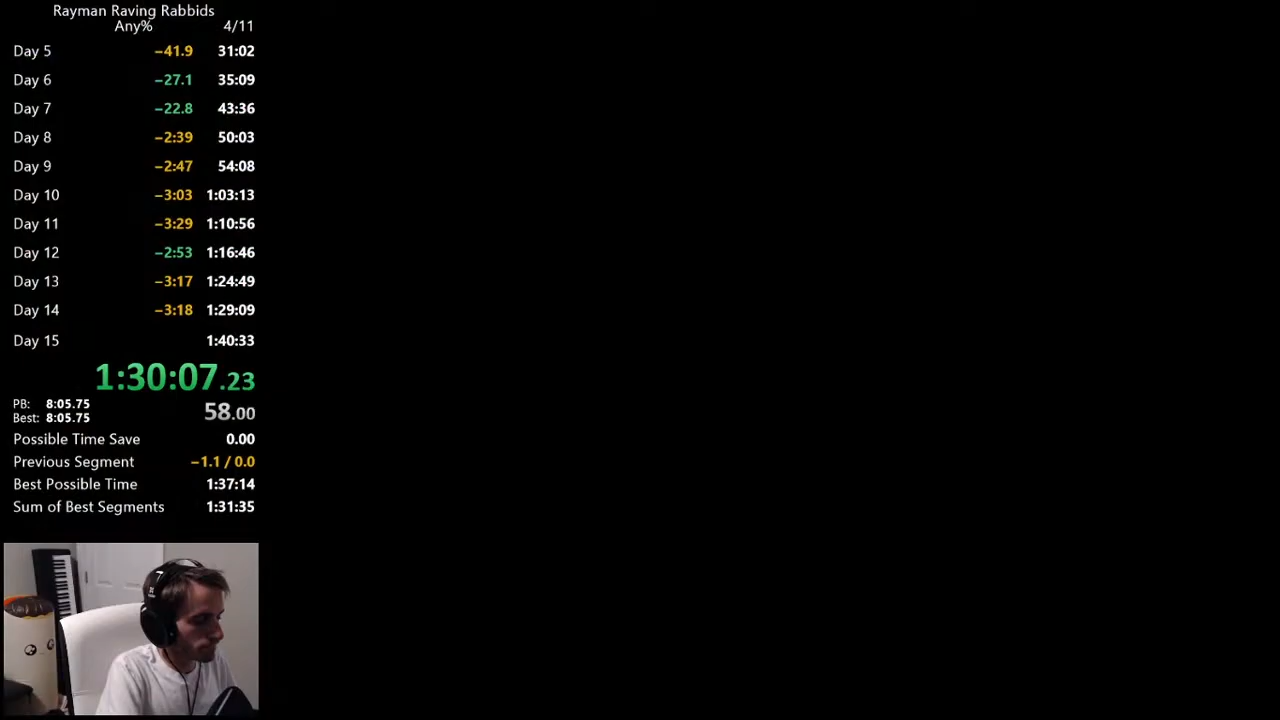 Rayman Raving Rabbids
Any% 4/11
Day 5 −41.9 31:02
Day 6 −27.1 35:09
Day 7 −22.8 43:36
Day 8 −2:39 50:03
Day 9 −2:47 54:08
Day 10 −3:03 1:03:13
Day 11 −3:29 1:10:56
Day 12 −2:53 1:16:46
Day 13 −3:17 1:24:49
Day 14 −3:18 1:29:09
Day 15 1:40:33
1:30:07.23
PB: 8:05.75
Best: 8:05.75
58.00
Possible Time Save 0.00
Previous Segment −1.1 / 0.0
Best Possible Time 1:37:14
Sum of Best Segments 1:31:35